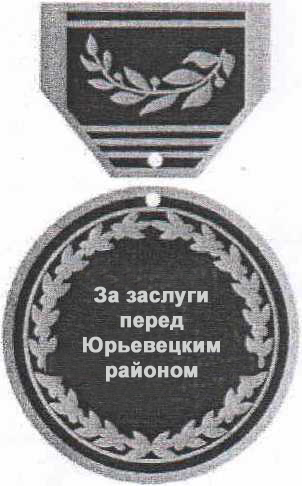 За заслуги
перед
Юрьевецким
районом